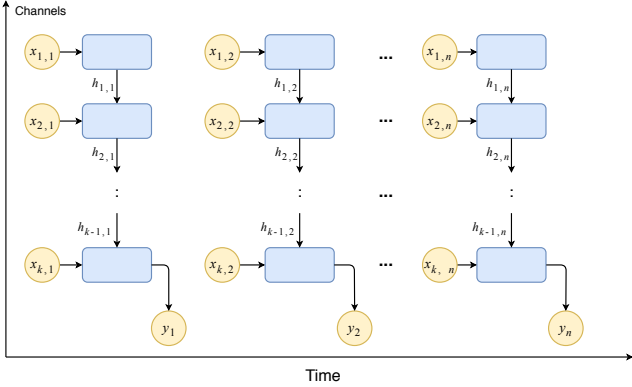 Channels
x1,1 x1,2 ... x1,n
h1,1 h1,2 h1,n
x2,1 x2,2 ... x2,n
h2,1 h2,2 h2,n
: ... :
hk-1,1 hk-1,2 hk-1,n
xk,1 xk,2 ... xk, n
y1 y2 yn
Time